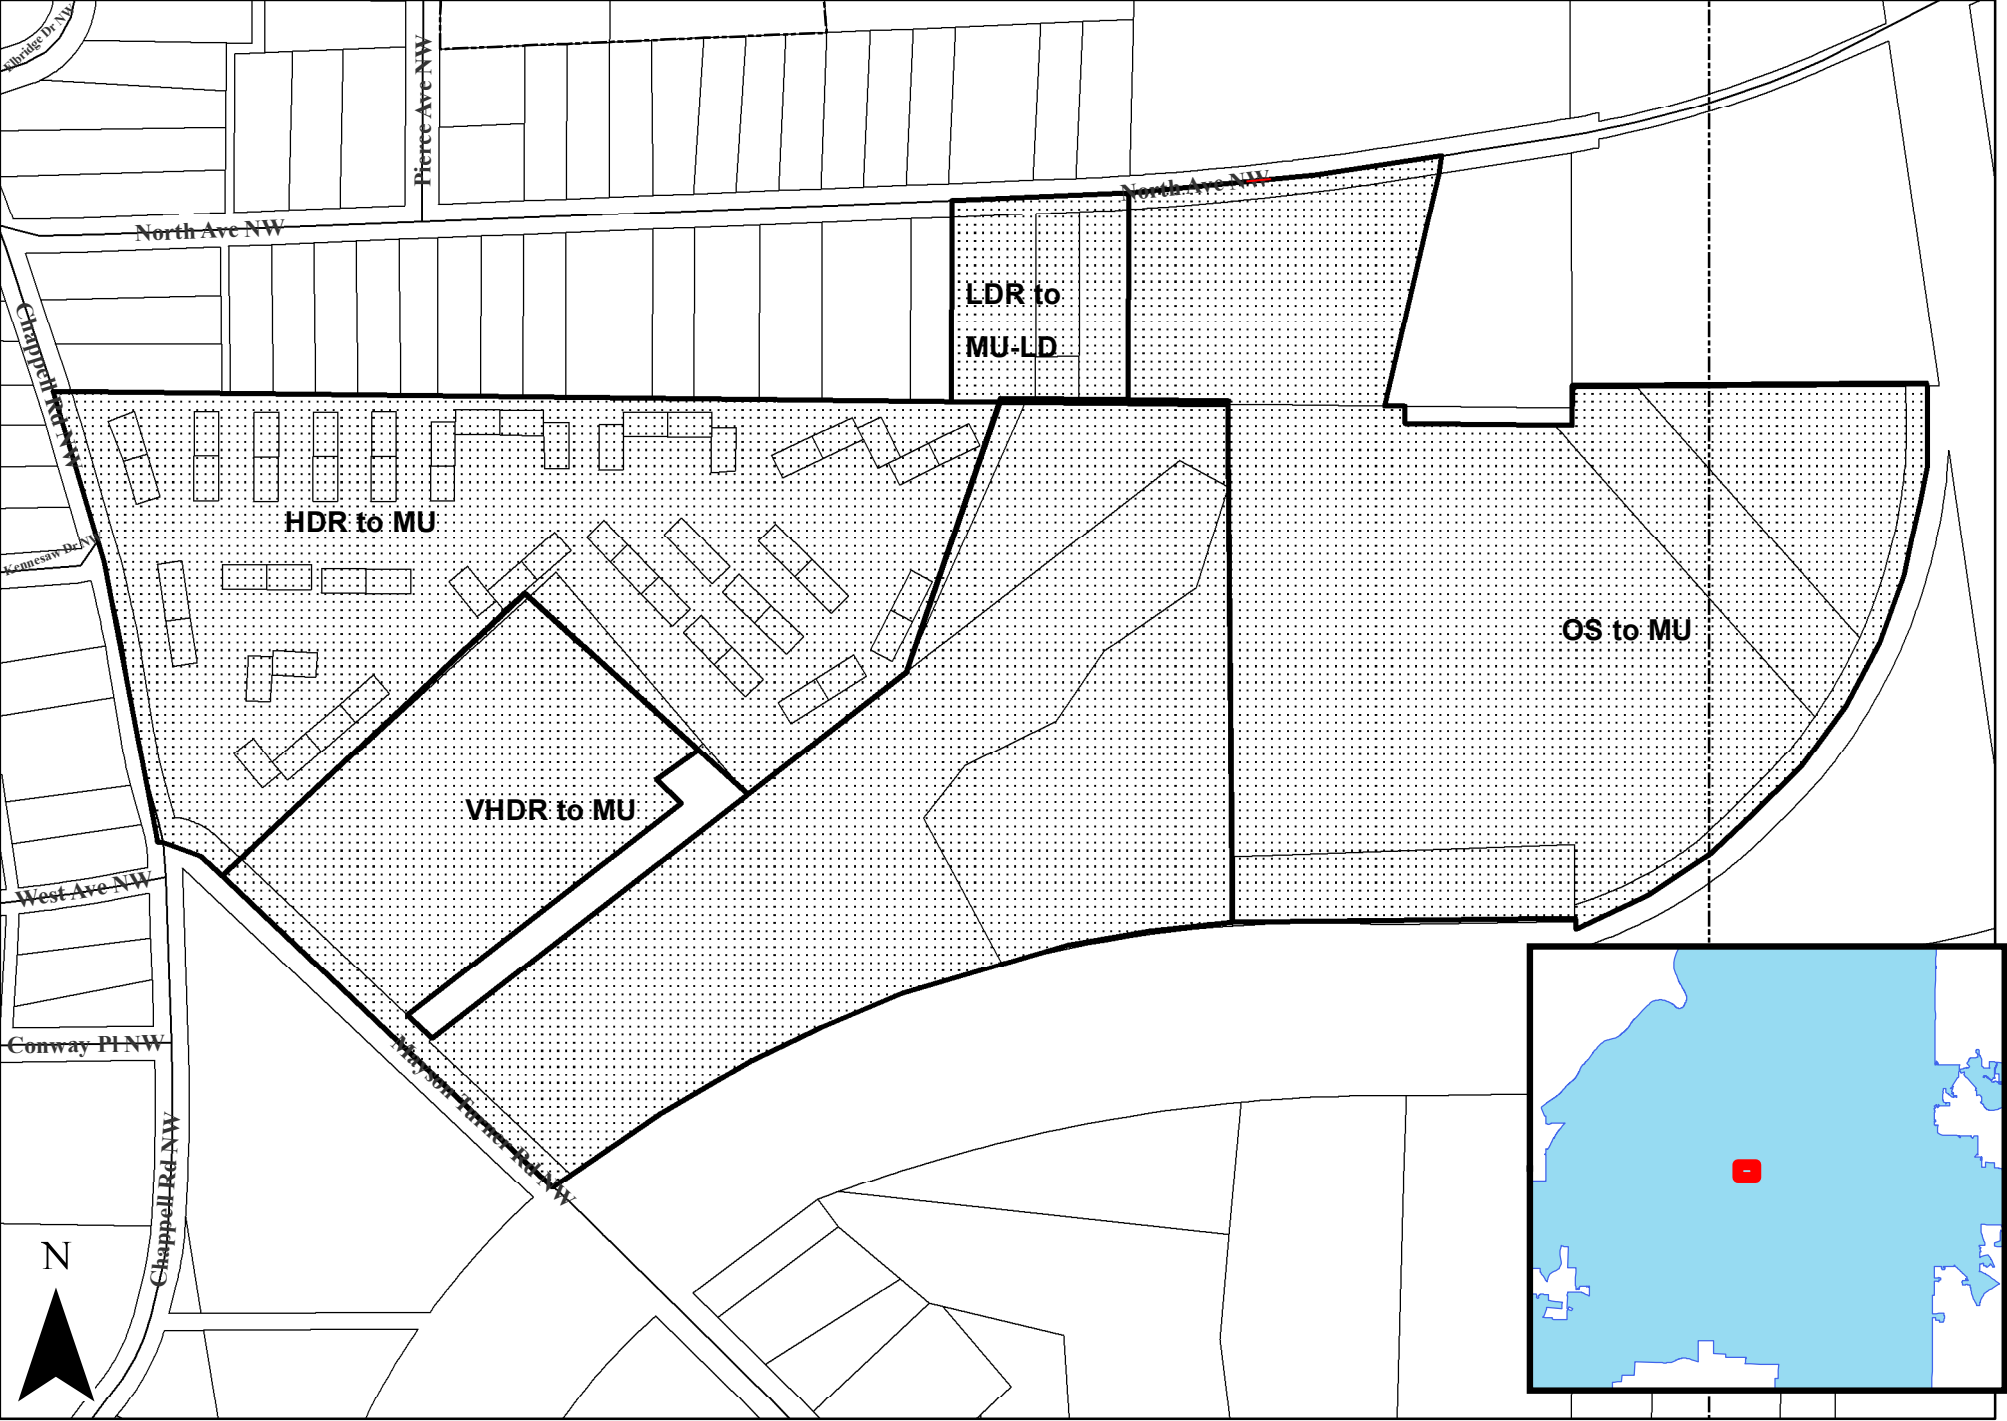 Elbridge Dr NW
Pierce Ave NW
North Ave NW
North Ave NW
LDR to
MU-LD
Chappell Rd NW
HDR to MU
Kennesaw Dr NW
OS to MU
VHDR to MU
West Ave NW
Conway Pl NW
Mayson Turner Rd NW
Chappell Rd NW
N